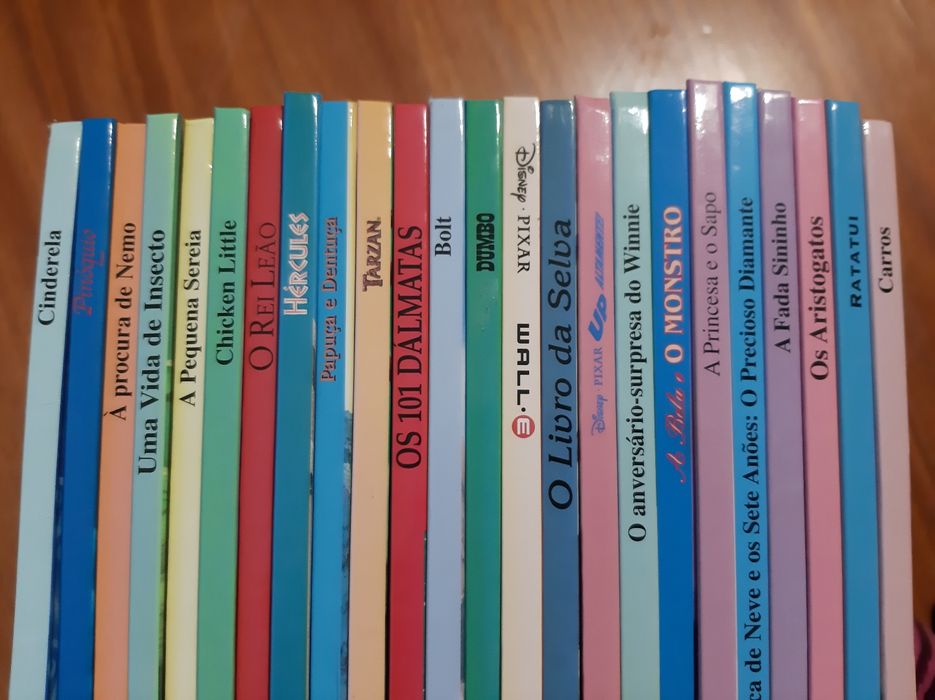 Cinderela
Pinóquio
À procura de Nemo
Uma Vida de Insecto
A Pequena Sereia
Chicken Little
O REI LEÃO
HÉRCULES
Papuça e Dentuça
TARZAN
OS 101 DÁLMATAS
Bolt
DUMBO
DISNEP · PIXAR WALL·E
O Livro da Selva
Disney · PIXAR UP
O anversário-surpresa do Winnie
A Bela e O MONSTRO
A Princesa e o Sapo
ca de Neve e os Sete Anões: O Precioso Diamante
A Fada Sininho
Os Aristogatos
RATATUI
Carros